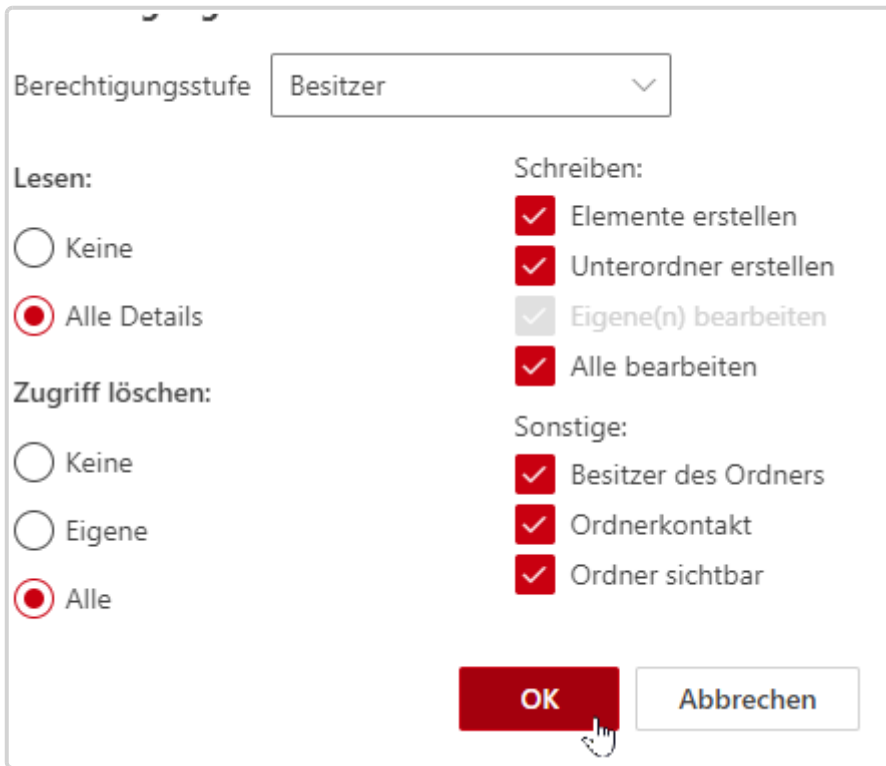 Berechtigungsstufe Besitzer
Lesen:
Keine
Alle Details
Zugriff löschen:
Keine
Eigene
Alle
Schreiben:
Elemente erstellen
Unterordner erstellen
Eigene(n) bearbeiten
Alle bearbeiten
Sonstige:
Besitzer des Ordners
Ordnerkontakt
Ordner sichtbar
OK Abbrechen